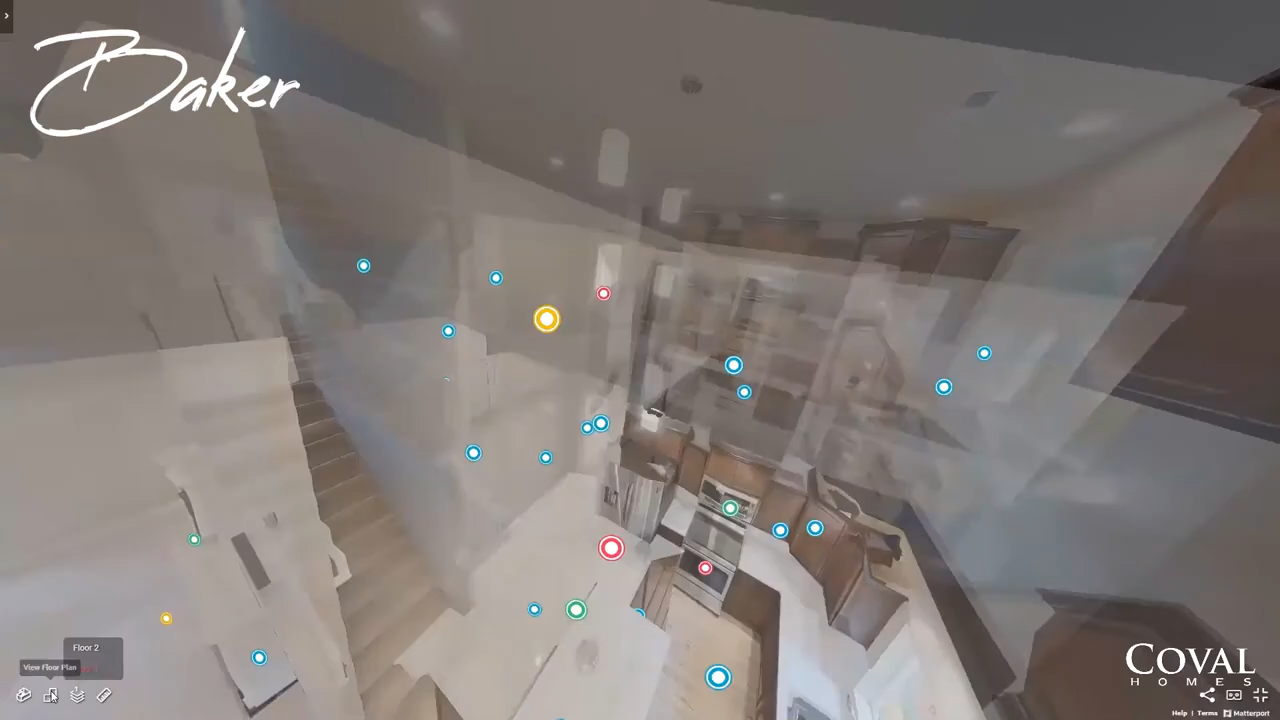 Baker
Floor 2
View Floor Plan
COVAL
HOMES
Help | Terms Matterport